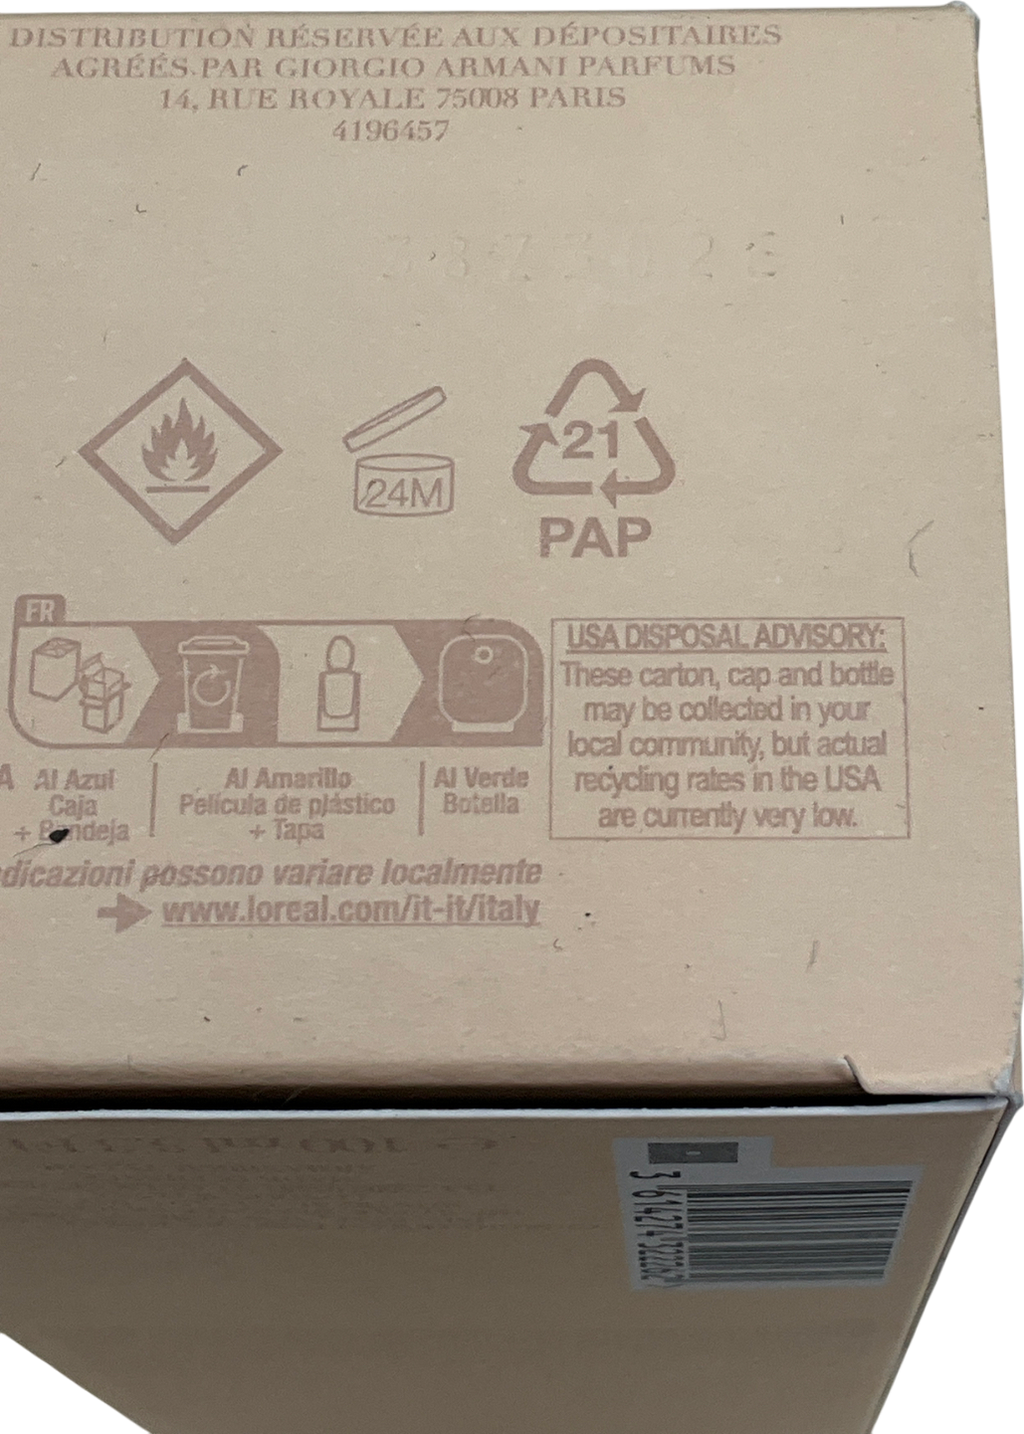 DISTRIBUTION RÉSERVÉE AUX DÉPOSITAIRES
AGRÉÉS PAR GIORGIO ARMANI PARFUMS
14, RUE ROYALE 75008 PARIS
4196457
24M
21
PAP
FR
Al Azul
Caja
+ Bandeja
Al Amarillo
Película de plástico
+ Tapa
Al Verde
Botella
possono variare localmente
www.loreal.com/it-it/italy
USA DISPOSAL ADVISORY:
These carton, cap and bottle
may be collected in your
local community, but actual
recycling rates in the USA
are currently very low.